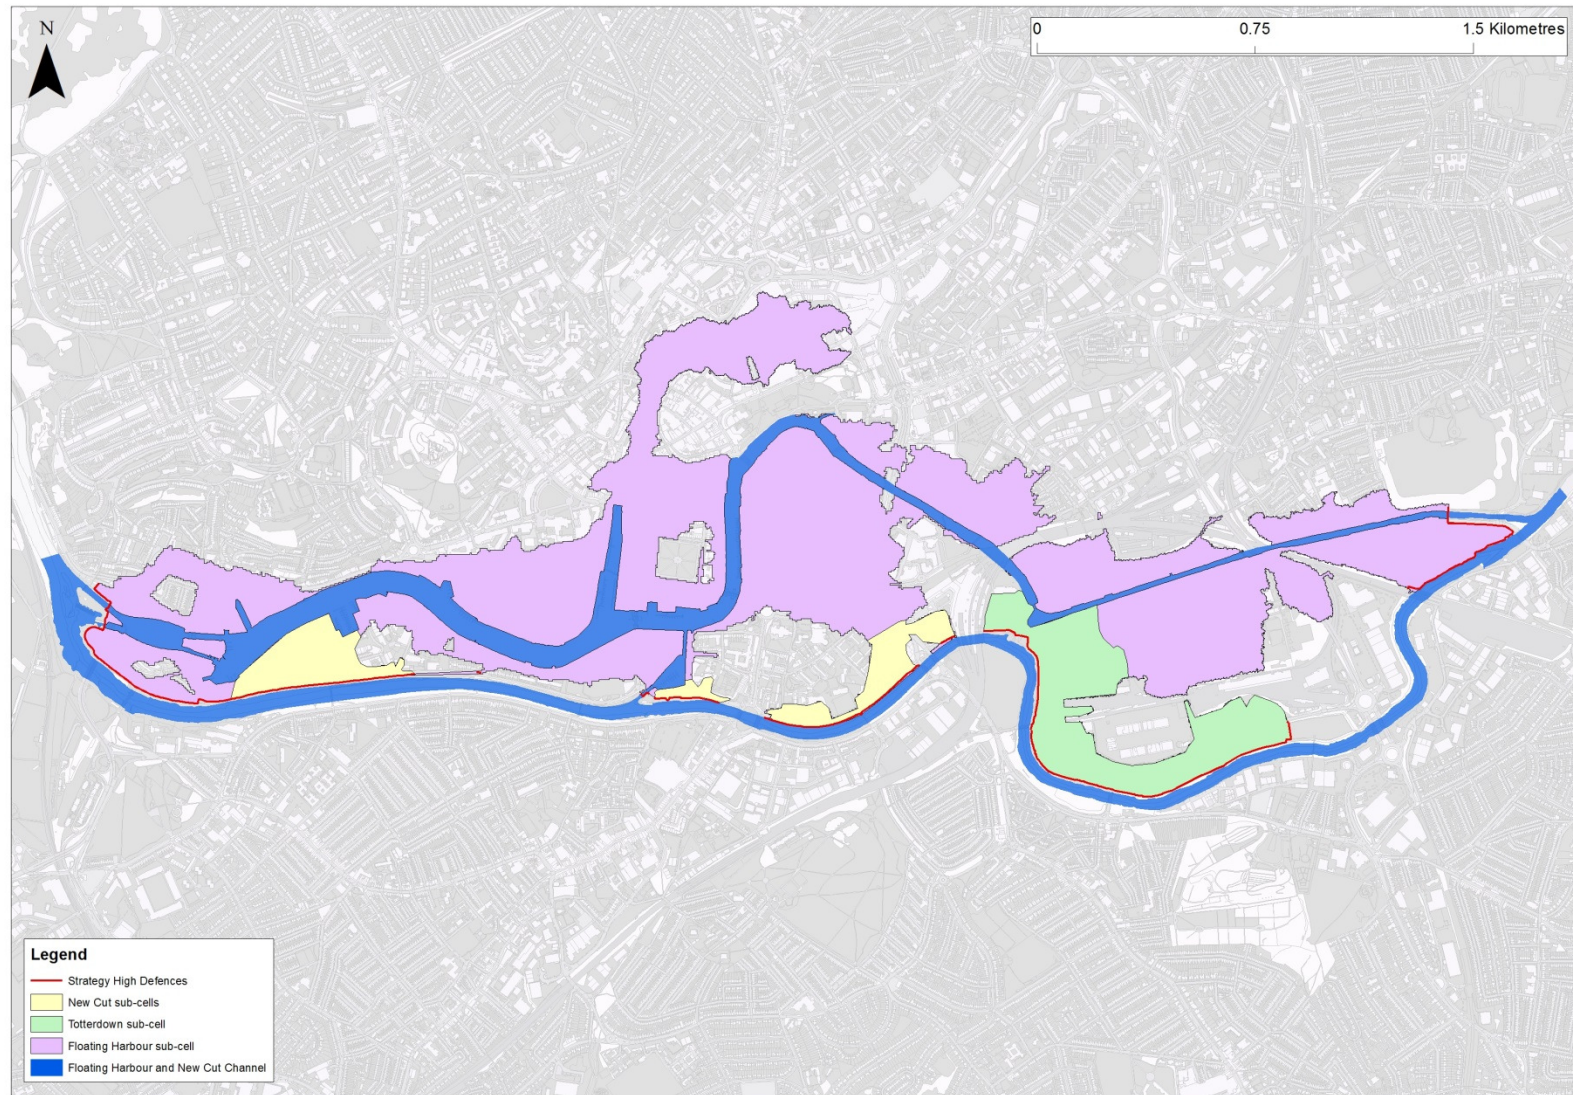 N
0 0.75 1.5 Kilometres
Legend
Strategy High Defences
New Cut sub-cells
Totterdown sub-cell
Floating Harbour sub-cell
Floating Harbour and New Cut Channel